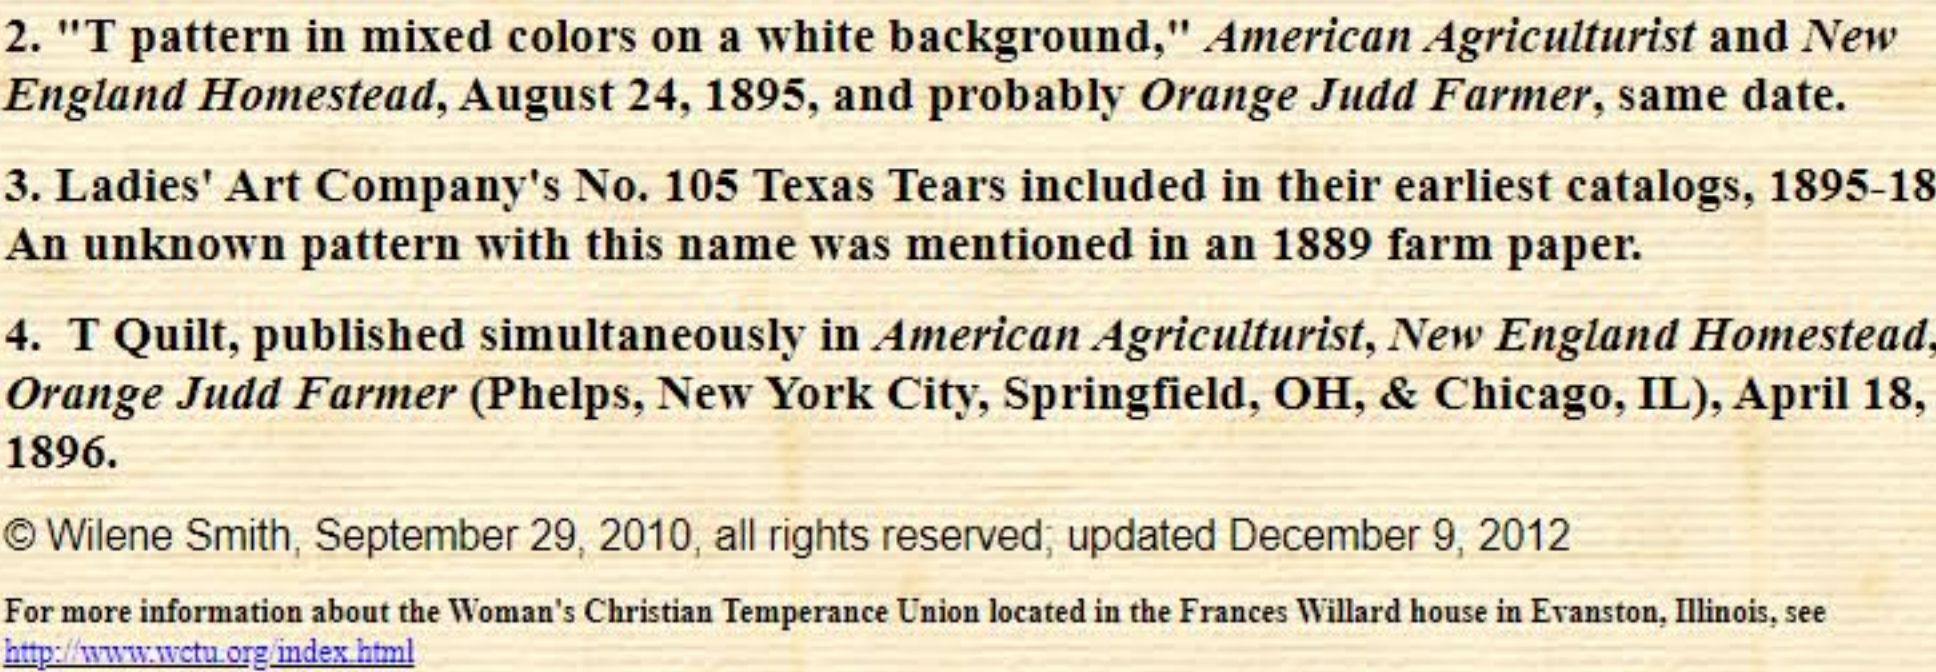 2. "T pattern in mixed colors on a white background," American Agriculturist and New
England Homestead, August 24, 1895, and probably Orange Judd Farmer, same date.
3. Ladies' Art Company's No. 105 Texas Tears included in their earliest catalogs, 1895-18
An unknown pattern with this name was mentioned in an 1889 farm paper.
4. T Quilt, published simultaneously in American Agriculturist, New England Homestead,
Orange Judd Farmer (Phelps, New York City, Springfield, OH, & Chicago, IL), April 18,
1896.
© Wilene Smith, September 29, 2010, all rights reserved; updated December 9, 2012
For more information about the Woman's Christian Temperance Union located in the Frances Willard house in Evanston, Illinois, see
http://www.wctu.org/index.html